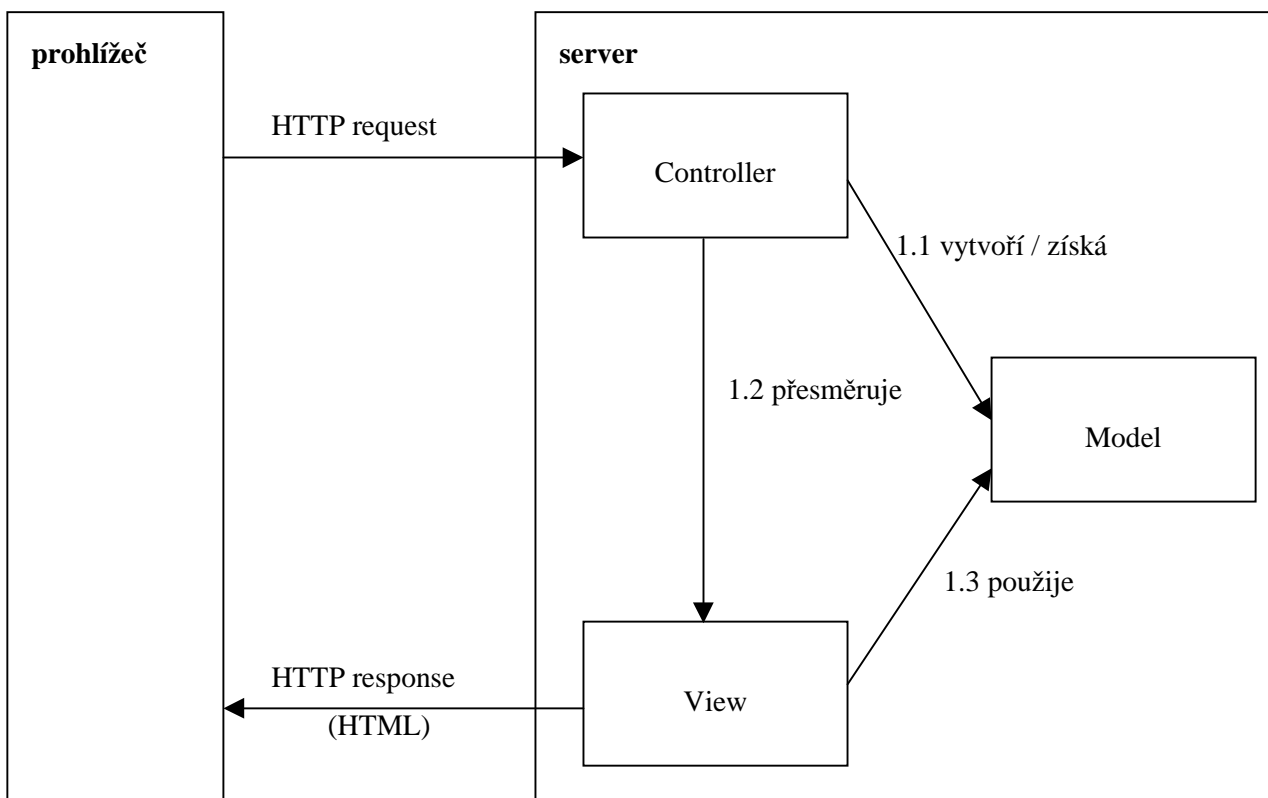 prohlížeč
server
HTTP request
Controller
1.1 vytvoří / získá
1.2 přesměruje
Model
1.3 použije
HTTP response
(HTML)
View